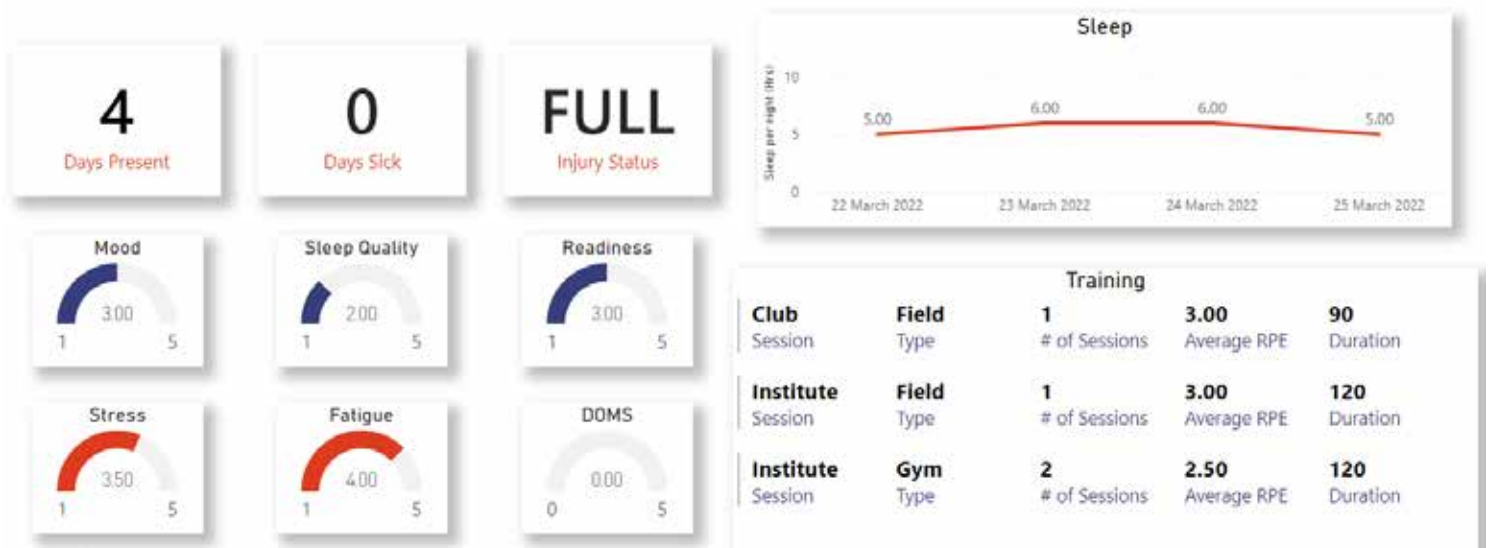 4
Days Present
0
Days Sick
FULL
Injury Status
Mood
3.00
1 5
Sleep Quality
2.00
1 5
Readiness
3.00
1 5
Stress
3.50
1 5
Fatigue
4.00
1 5
DOMS
0.00
0 5
Sleep
Sleep per night (Hrs)
10
5
0
5.00 6.00 6.00 5.00
22 March 2022 23 March 2022 24 March 2022 25 March 2022
Training
Club Field 1 3.00 90
Session Type # of Sessions Average RPE Duration
Institute Field 1 3.00 120
Session Type # of Sessions Average RPE Duration
Institute Gym 2 2.50 120
Session Type # of Sessions Average RPE Duration